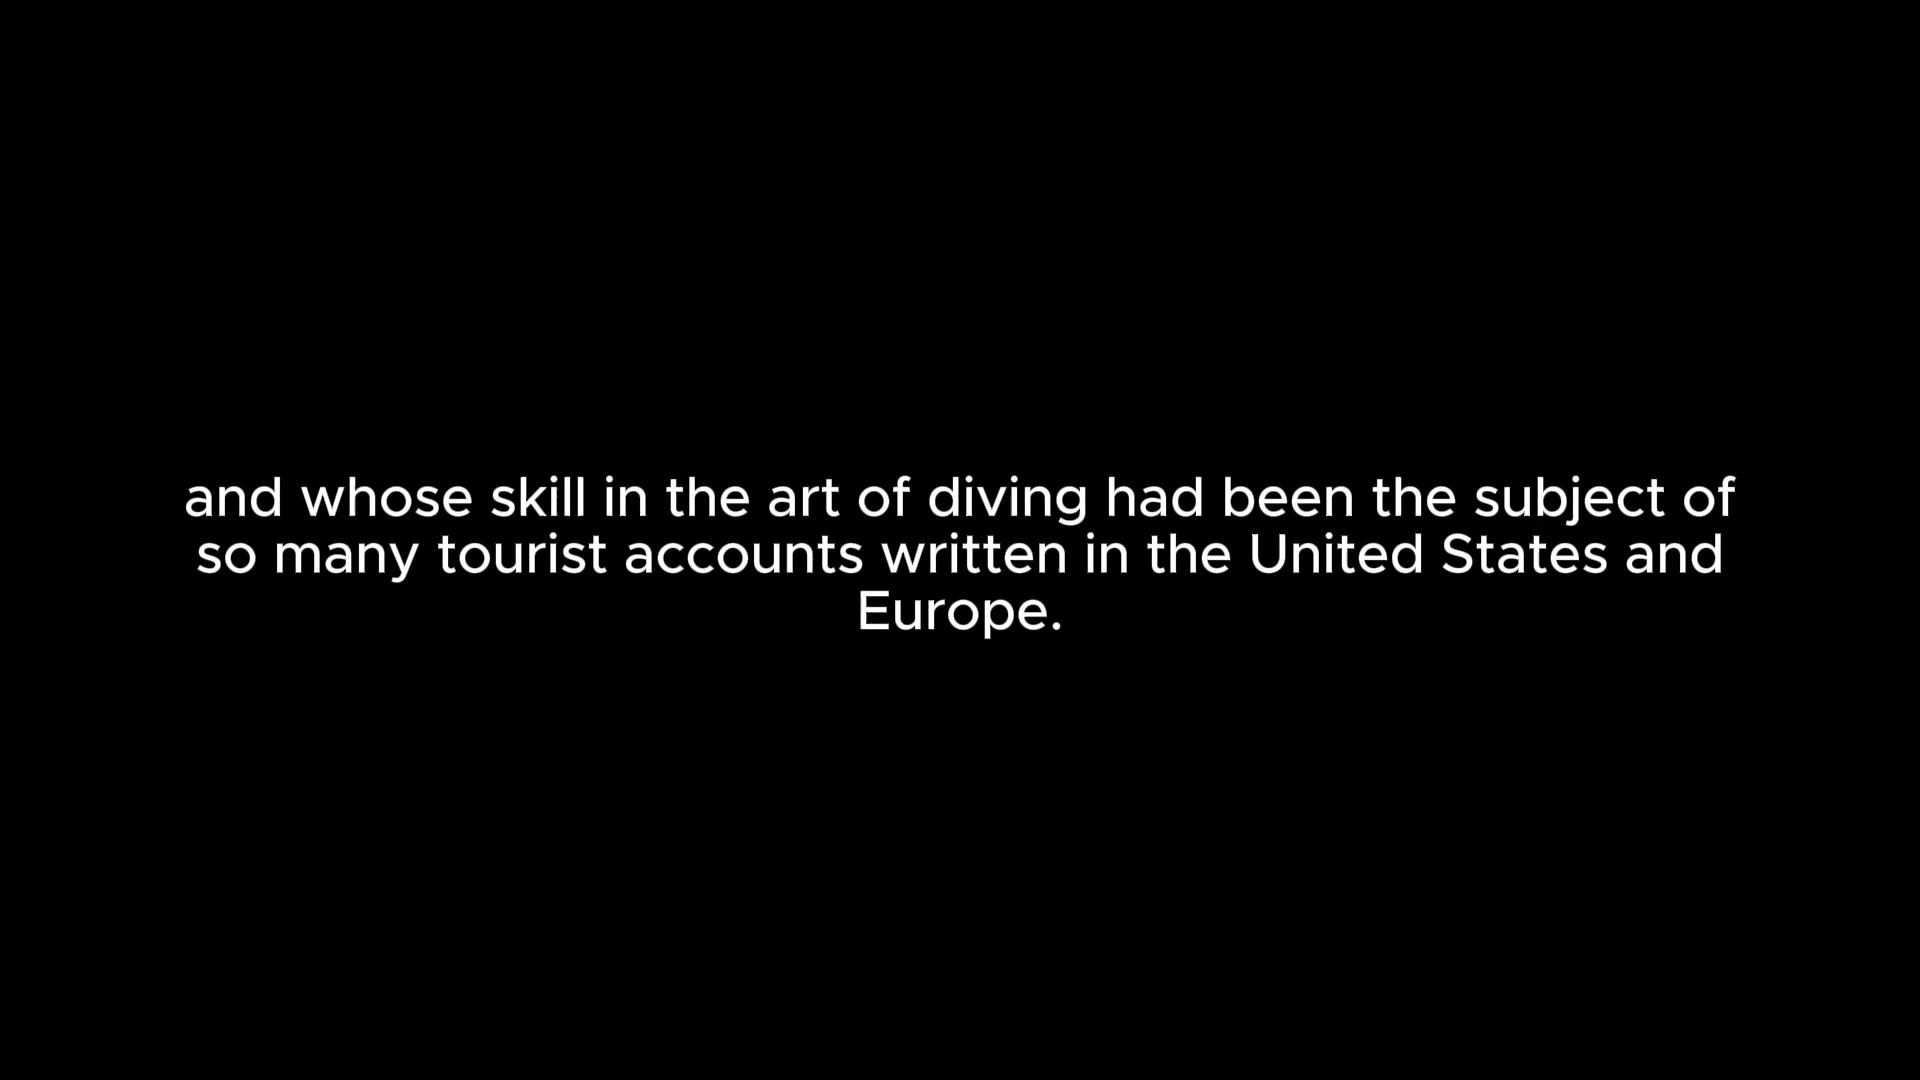 and whose skill in the art of diving had been the subject of
so many tourist accounts written in the United States and
Europe.